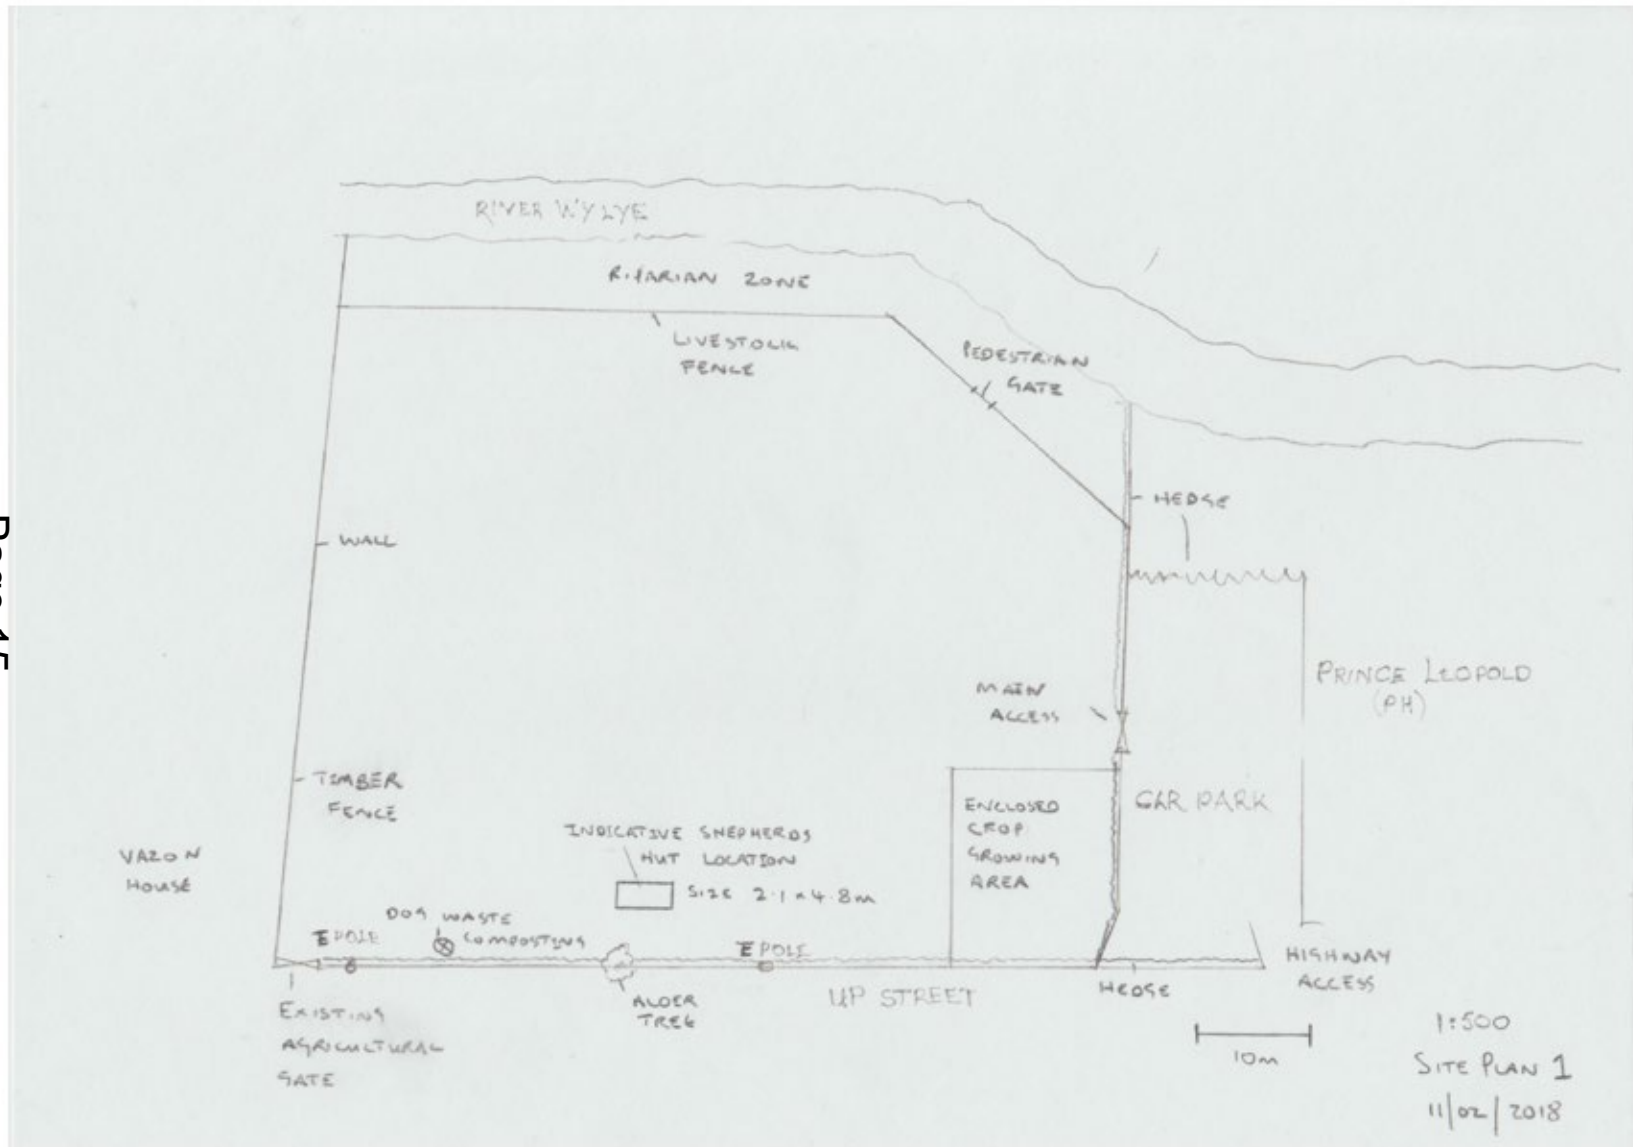 RIVER WYLYE
RIPARIAN ZONE
LIVESTOCK
FENCE
PEDESTRIAN
GATE
HEDGE
WALL
PRINCE LEOPOLD
(PH)
MAIN
ACCESS
TIMBER
FENCE
CAR PARK
ENCLOSED
CROP
GROWING
AREA
INDICATIVE SHEPHERDS
HUT LOCATION
SIZE 2.1 x 4.8m
VAZON
HOUSE
DOG WASTE
COMPOSTING
E POLE
E POLE
HIGHWAY
ACCESS
UP STREET
HEDGE
ALDER
TREE
EXISTING
AGRICULTURAL
GATE
10m
1:500
SITE PLAN 1
11/02/2018